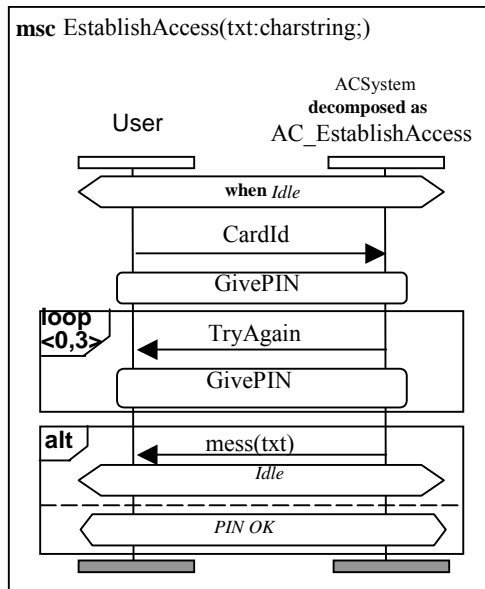 msc EstablishAccess(txt:charstring;)
ACSystem
decomposed as
User
AC_EstablishAccess
when Idle
CardId
GivePIN
loop
<0,3>
TryAgain
GivePIN
alt
mess(txt)
Idle
PIN OK